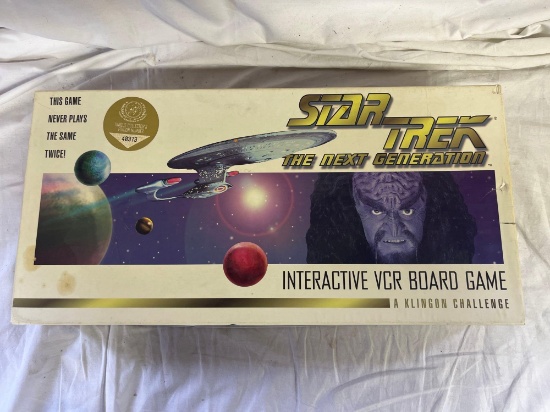 THIS GAME
NEVER PLAYS
THE SAME
TWICE!
STAR
TREK
THE NEXT GENERATION
INTERACTIVE VCR BOARD GAME
A KLINGON CHALLENGE